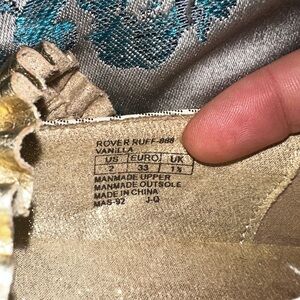 ROVER RUFF-868
VANILLA
US EURO UK
2 33 1½
MANMADE UPPER
MANMADE OUTSOLE
MADE IN CHINA
MAS-92 J-Q